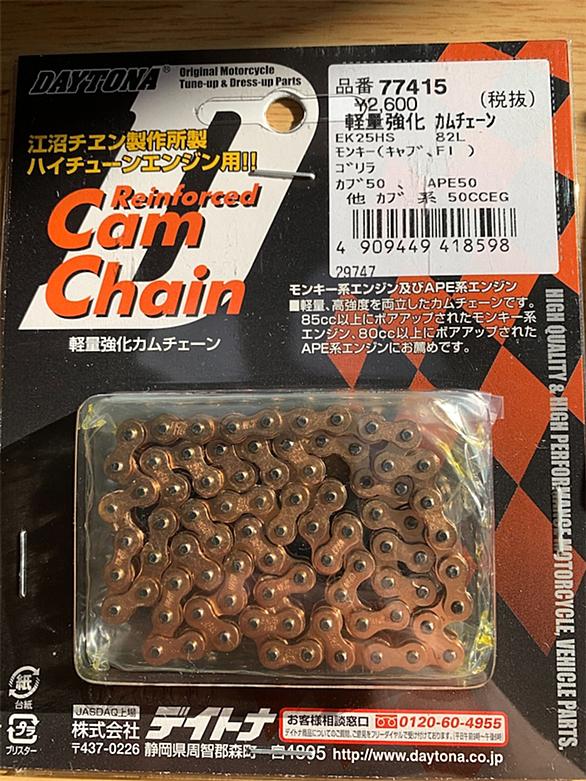 DAYTONA®
Original Motorcycle
Tune-up & Dress-up Parts
江沼チヱン製作所製
ハイチューンエンジン用!!
Reinforced
Cam
Chain
軽量強化カムチェーン
品番 77415
¥2,600 (税抜)
軽量強化 カムチェーン
EK25HS 82L
モンキー(キャブ、FI )
ゴリラ
カブ50 、 APE50
他 カブ 系 50CCEG
4 909449 418598
29747
モンキー系エンジン及びAPE系エンジン
■軽量、高強度を両立したカムチェーンです。
85cc以上にボアアップされたモンキー系
エンジン、80cc以上にボアアップされた
APE系エンジンにお薦めです。
HIGH QUALITY & HIGH PERFORMANCE MOTORCYCLE, VEHICLE PARTS.
紙
台紙
プラ
ブリスター
JASDAQ上場
株式会社デイトナ
お客様相談窓口 0120-60-4955
〒437-0226 静岡県周智郡森町一宮4805 http://www.daytona.co.jp